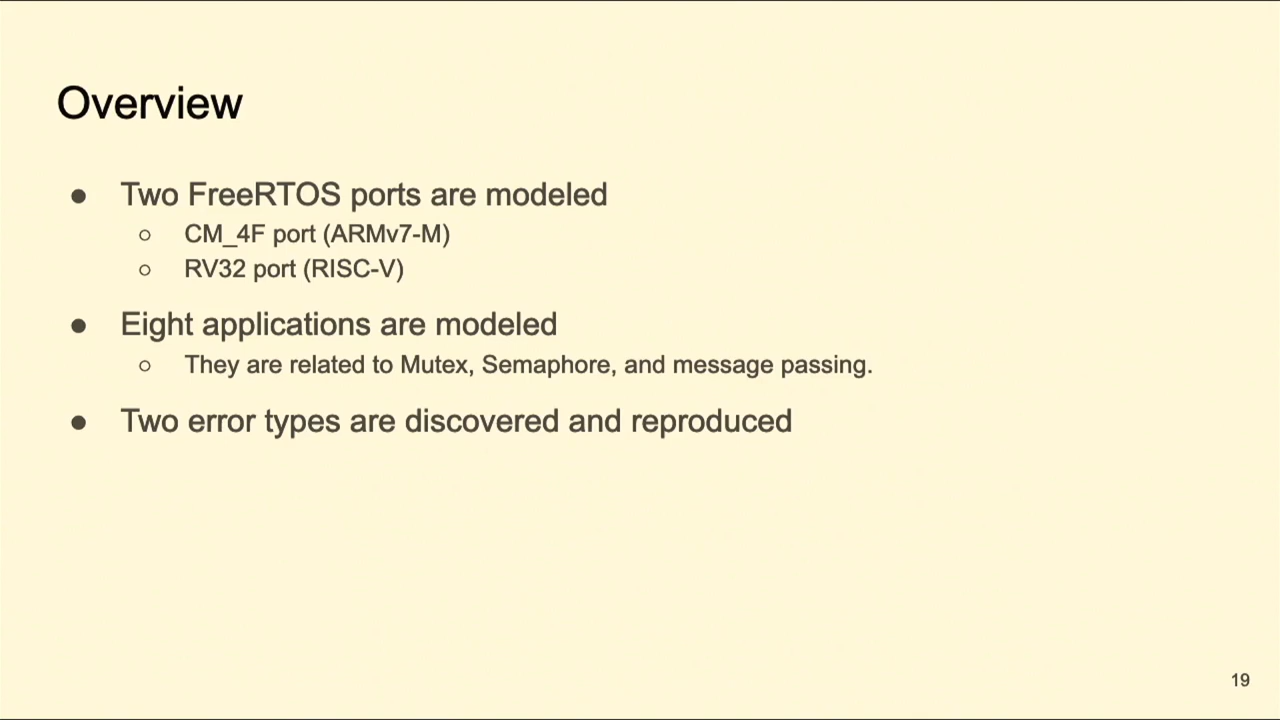 Overview
● Two FreeRTOS ports are modeled
○ CM_4F port (ARMv7-M)
○ RV32 port (RISC-V)
● Eight applications are modeled
○ They are related to Mutex, Semaphore, and message passing.
● Two error types are discovered and reproduced
19